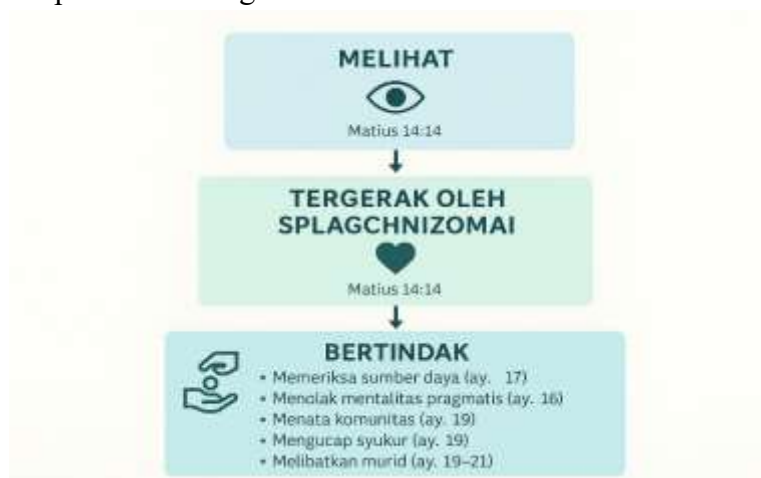 MELIHAT
Matius 14:14
TERGERAK OLEH
SPLAGCHNIZOMAI
Matius 14:14
BERTINDAK
• Memeriksa sumber daya (ay. 17)
• Menolak mentalitas pragmatis (ay. 16)
• Menata komunitas (ay. 19)
• Mengucap syukur (ay. 19)
• Melibatkan murid (ay. 19–21)